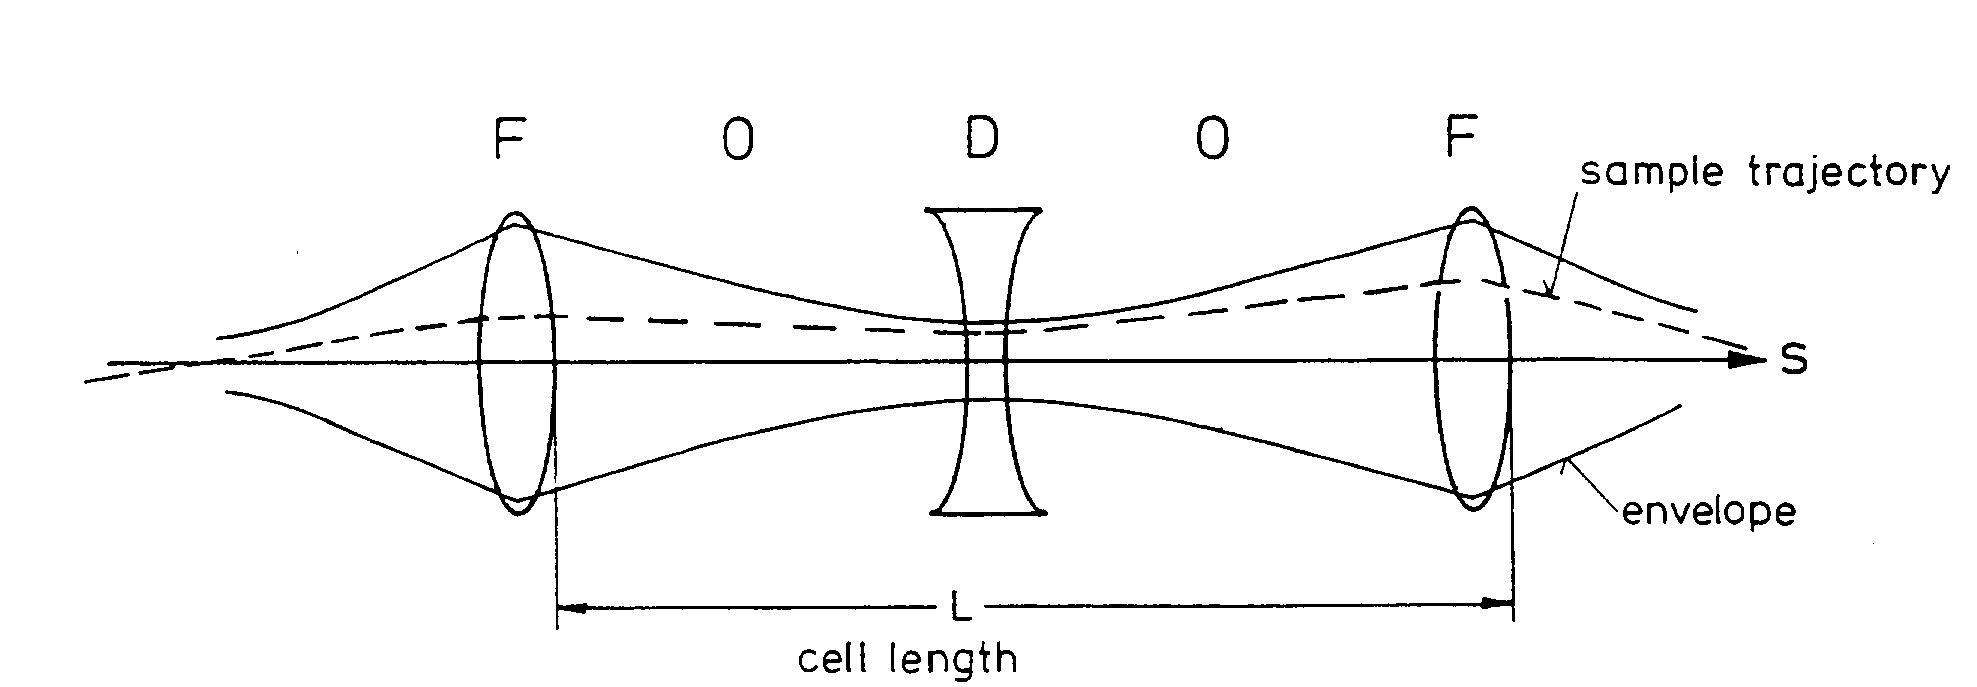 F O D O F
sample trajectory
S
envelope
L
cell length